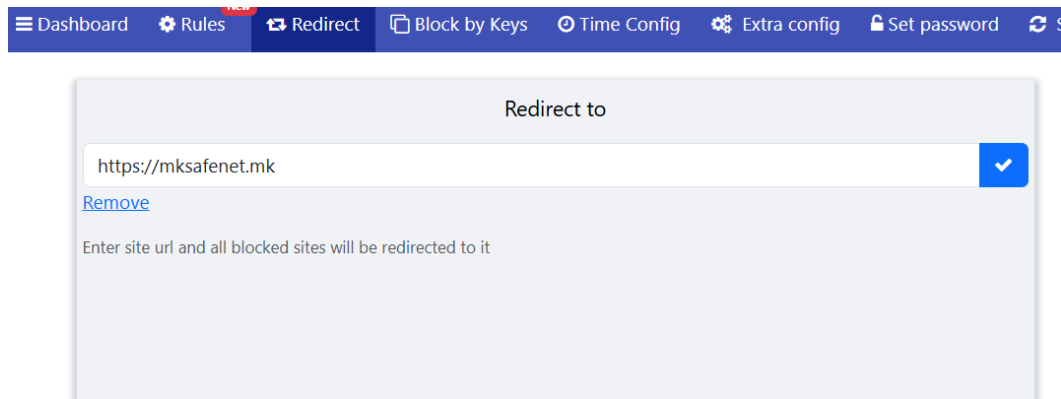 New
Dashboard Rules Redirect Block by Keys Time Config Extra config Set password
Redirect to
https://mksafenet.mk
Remove
Enter site url and all blocked sites will be redirected to it